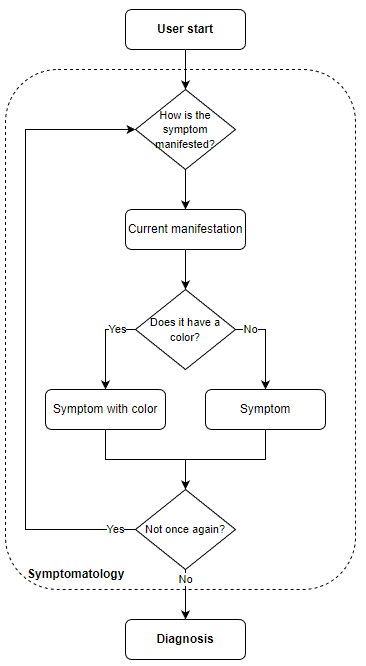 User start
How is the
symptom
manifested?
Current manifestation
Does it have a
color?
Yes
No
Symptom with color
Symptom
Not once again?
Yes
Symptomatology
No
Diagnosis